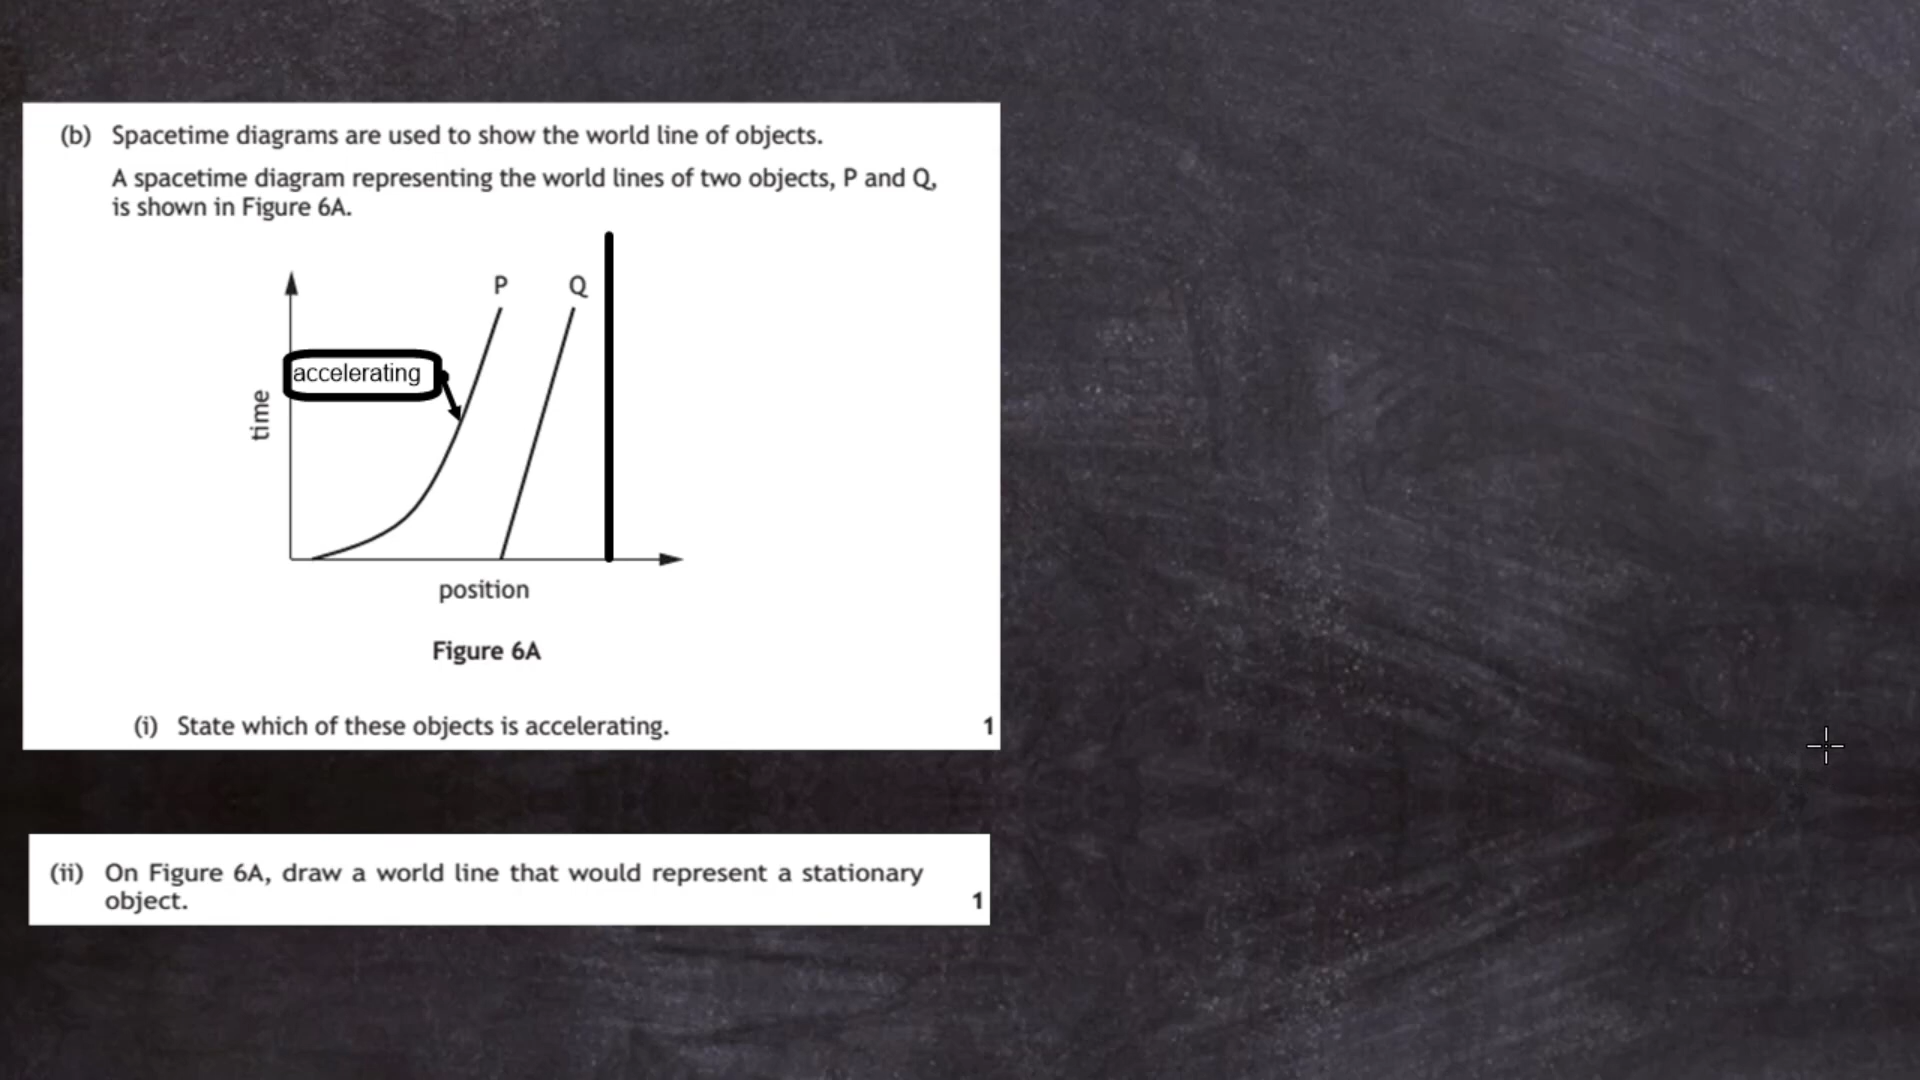 (b) Spacetime diagrams are used to show the world line of objects.
A spacetime diagram representing the world lines of two objects, P and Q,
is shown in Figure 6A.
P
Q
accelerating
time
position
Figure 6A
(i) State which of these objects is accelerating. 1
(ii) On Figure 6A, draw a world line that would represent a stationary
object. 1